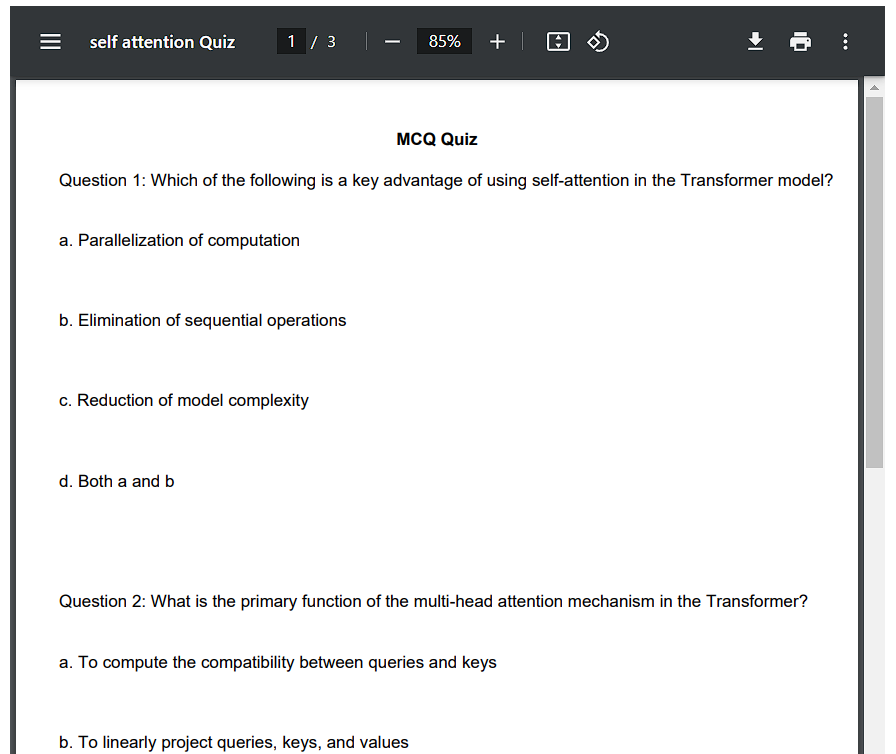 self attention Quiz 1 / 3 85%
MCQ Quiz
Question 1: Which of the following is a key advantage of using self-attention in the Transformer model?
a. Parallelization of computation
b. Elimination of sequential operations
c. Reduction of model complexity
d. Both a and b
Question 2: What is the primary function of the multi-head attention mechanism in the Transformer?
a. To compute the compatibility between queries and keys
b. To linearly project queries, keys, and values